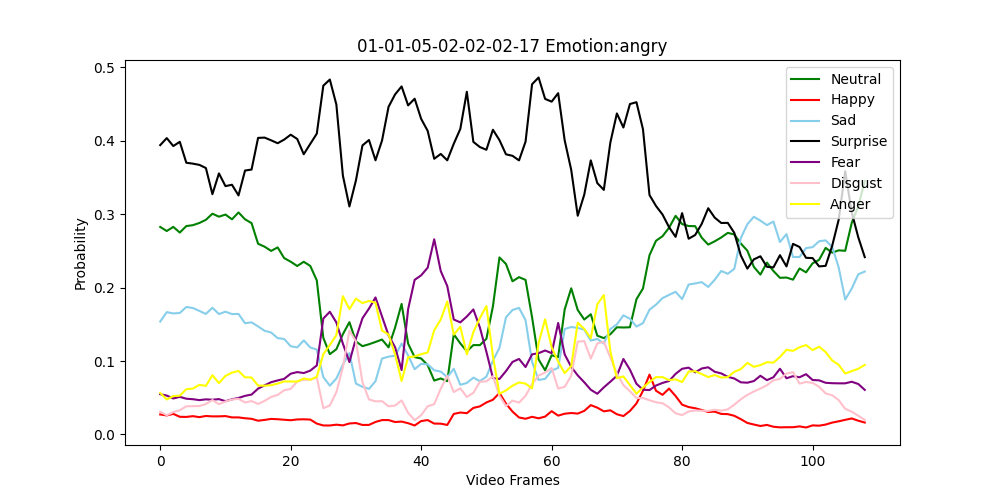 01-01-05-02-02-02-17 Emotion:angry
Probability
0.5
0.4
0.3
0.2
0.1
0.0
0 20 40 60 80 100
Video Frames
Neutral
Happy
Sad
Surprise
Fear
Disgust
Anger